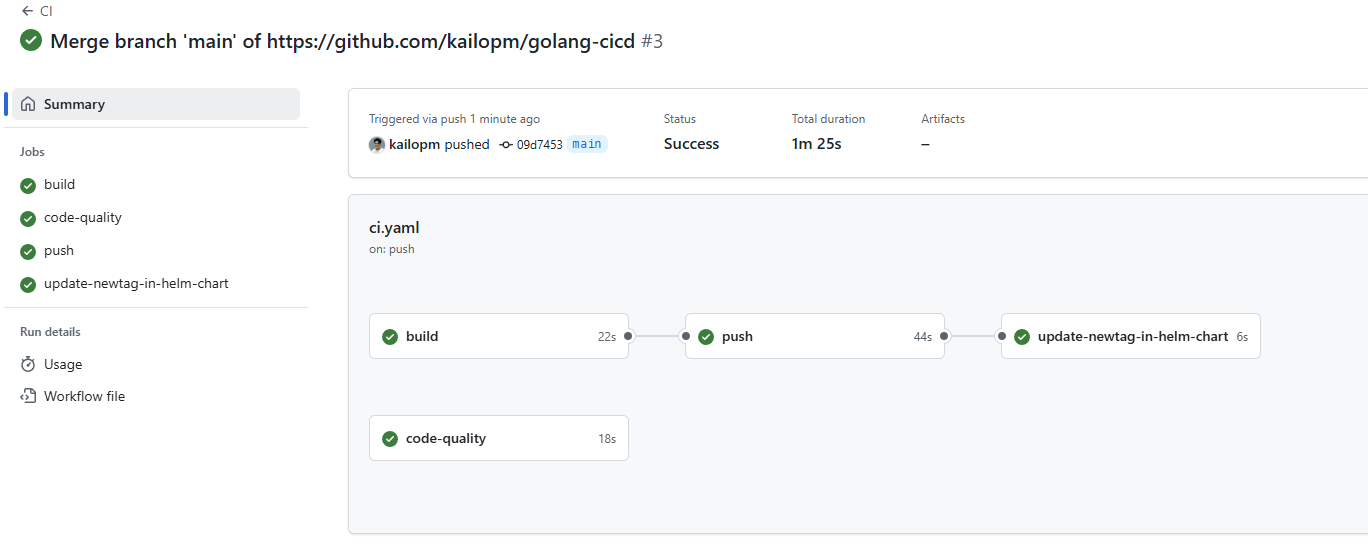 ← CI
Merge branch 'main' of https://github.com/kailopm/golang-cicd #3
Summary
Jobs
build
code-quality
push
update-newtag-in-helm-chart
Run details
Usage
Workflow file
Triggered via push 1 minute ago
kailopm pushed 09d7453 main
Status
Success
Total duration
1m 25s
Artifacts
–
ci.yaml
on: push
build 22s
push 44s
update-newtag-in-helm-chart 6s
code-quality 18s